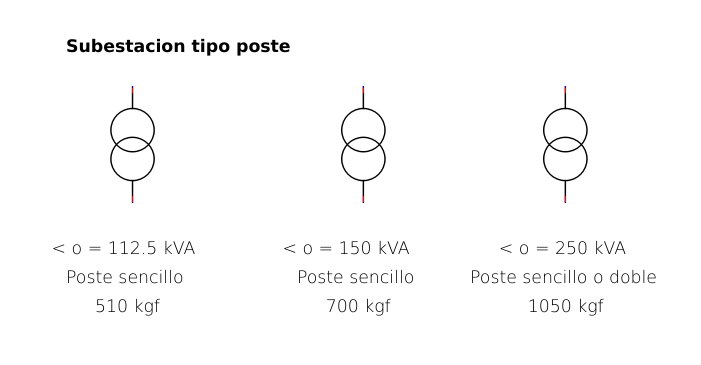 Subestacion tipo poste
< o = 112.5 kVA
Poste sencillo
510 kgf
< o = 150 kVA
Poste sencillo
700 kgf
< o = 250 kVA
Poste sencillo o doble
1050 kgf